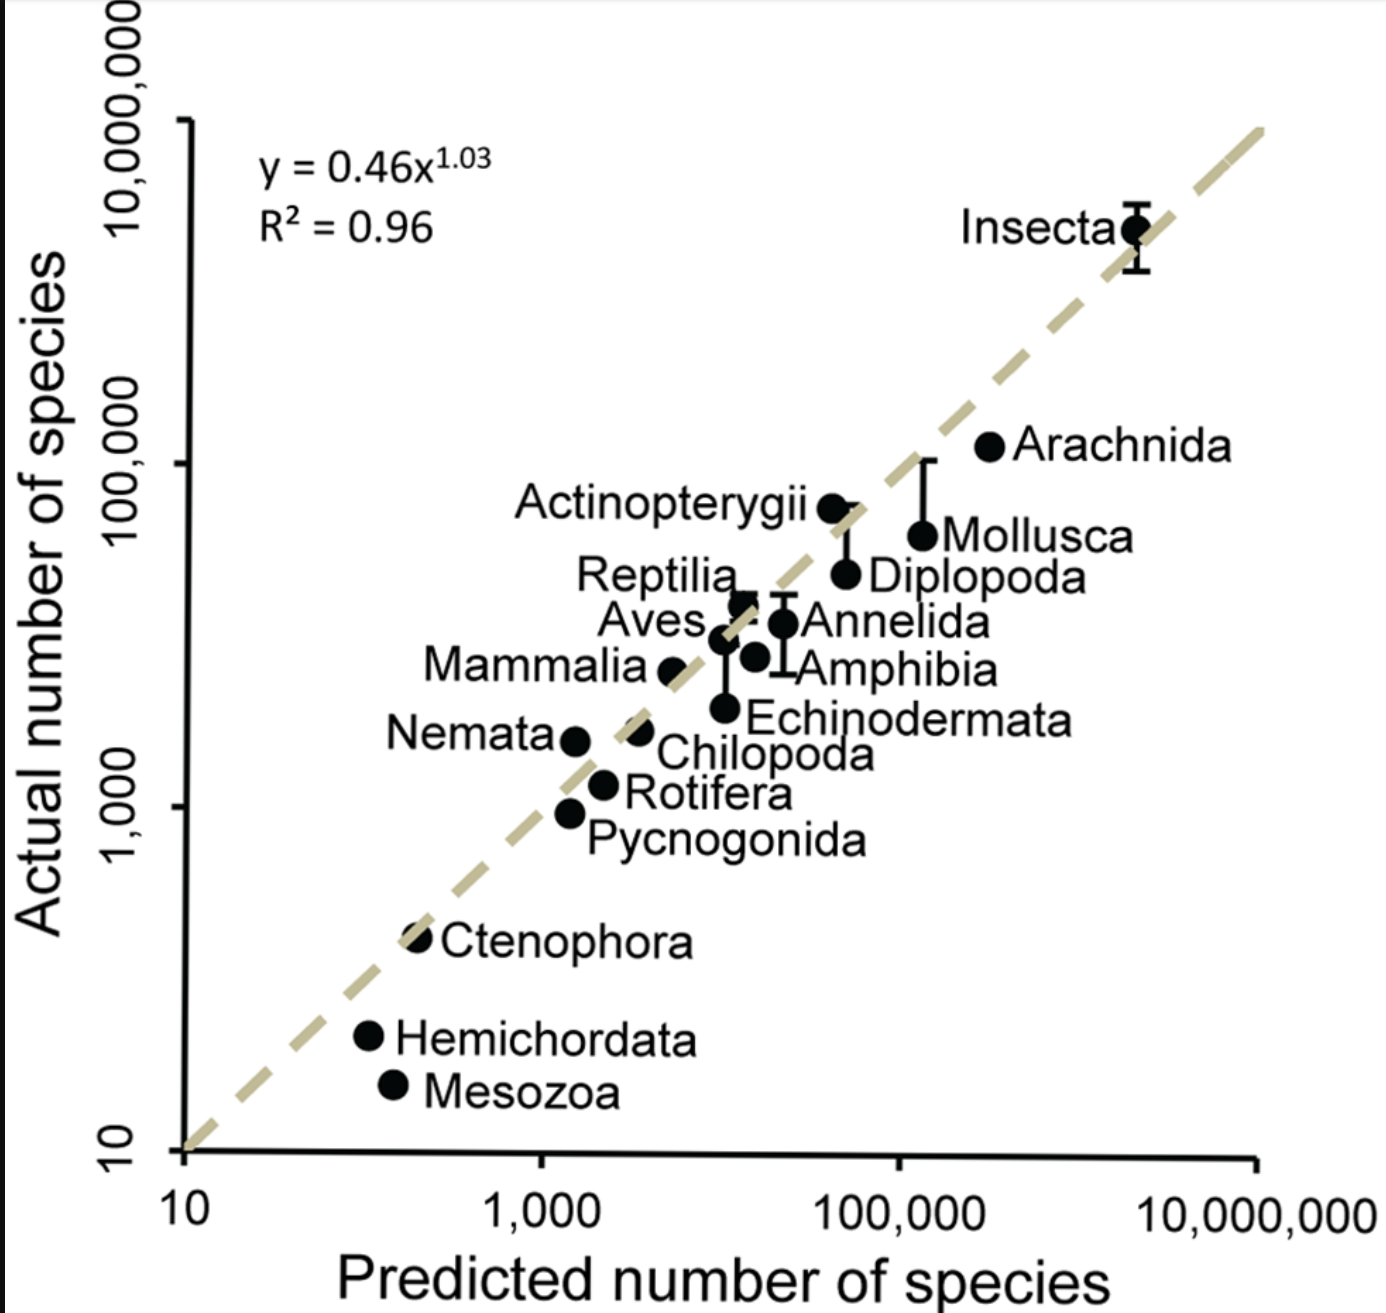 10,000,000
y = 0.46x^1.03
R² = 0.96
Insecta
Actual number of species
100,000
Arachnida
Actinopterygii
Mollusca
Reptilia
Diplopoda
Aves
Annelida
Mammalia
Amphibia
Echinodermata
Nemata
Chilopoda
1,000
Rotifera
Pycnogonida
Ctenophora
Hemichordata
Mesozoa
10
10
1,000
100,000
10,000,000
Predicted number of species